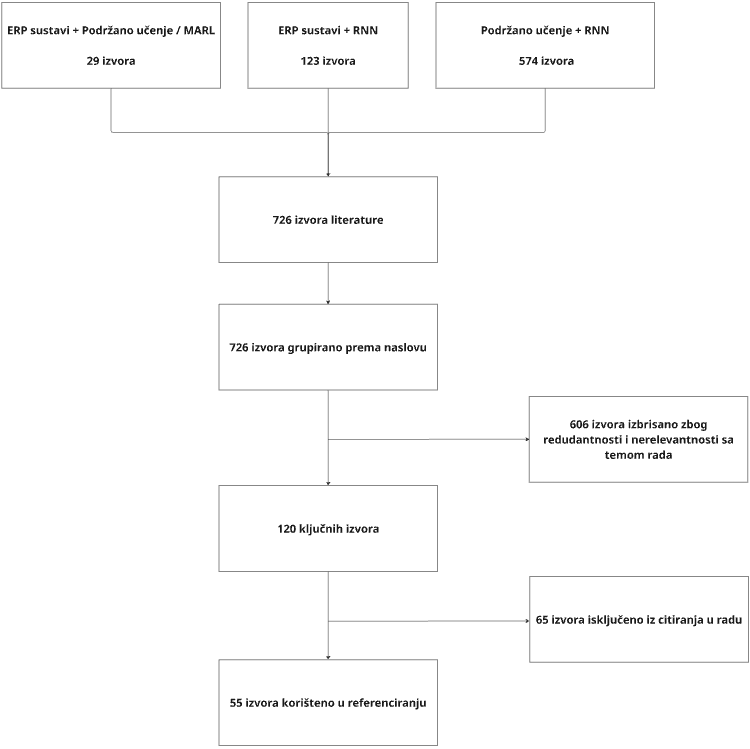 ERP sustavi + Podržano učenje / MARL
29 izvora
ERP sustavi + RNN
123 izvora
Podržano učenje + RNN
574 izvora
726 izvora literature
726 izvora grupirano prema naslovu
606 izvora izbrisano zbog
redudantnosti i nerelevantnosti sa
temom rada
120 ključnih izvora
65 izvora isključeno iz citiranja u radu
55 izvora korišteno u referenciranju